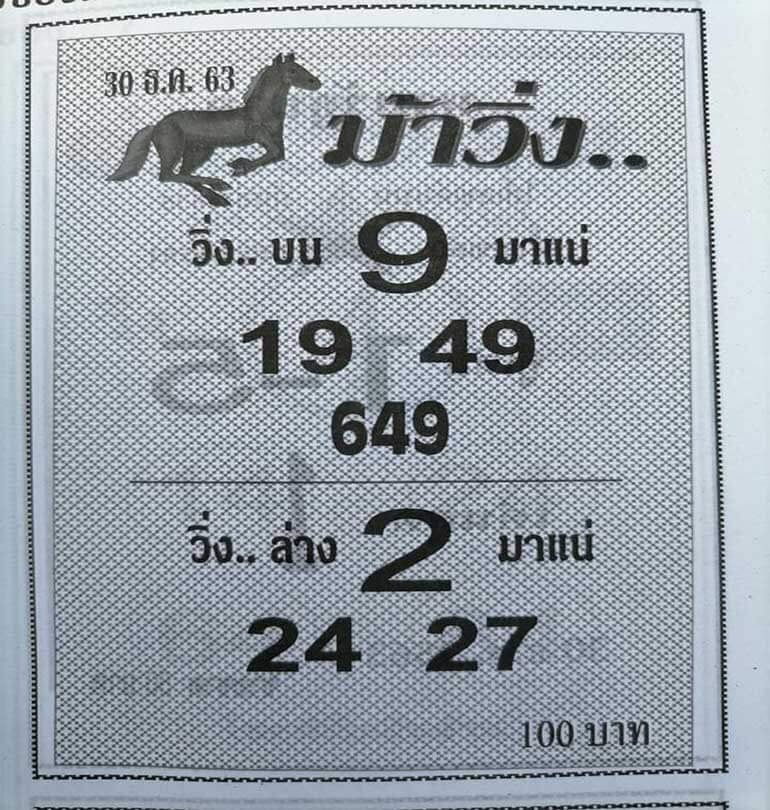 30 ธ.ค. 63
ม้าวิ่ง..
วิ่ง.. บน 9 มาแน่
19 49
649
วิ่ง.. ล่าง 2 มาแน่
24 27
100 บาท